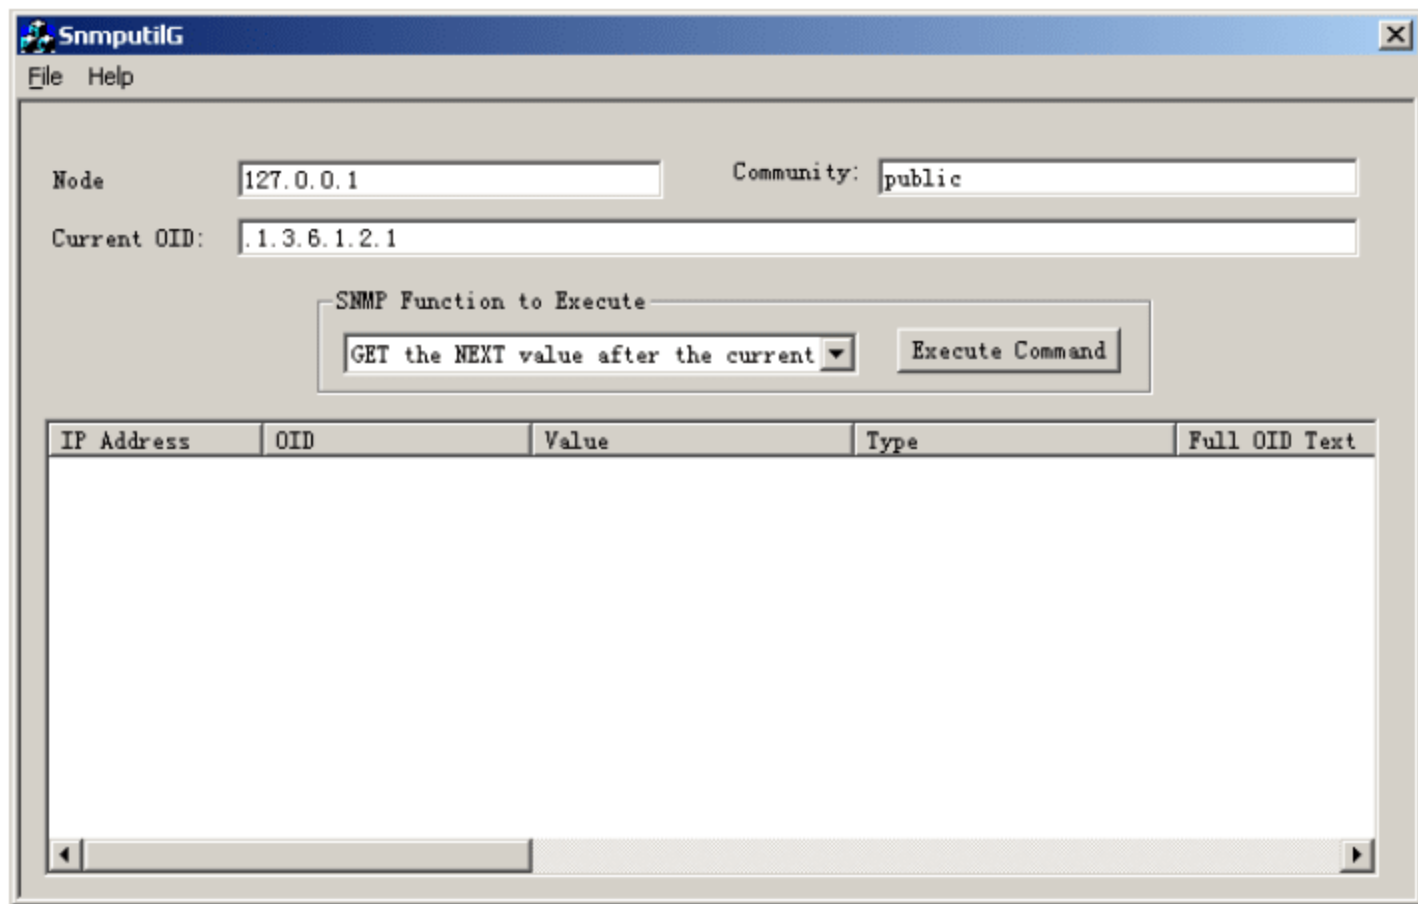 SnmputilG
File Help
Node 127.0.0.1 Community: public
Current OID: .1.3.6.1.2.1
SNMP Function to Execute
GET the NEXT value after the current Execute Command
IP Address OID Value Type Full OID Text